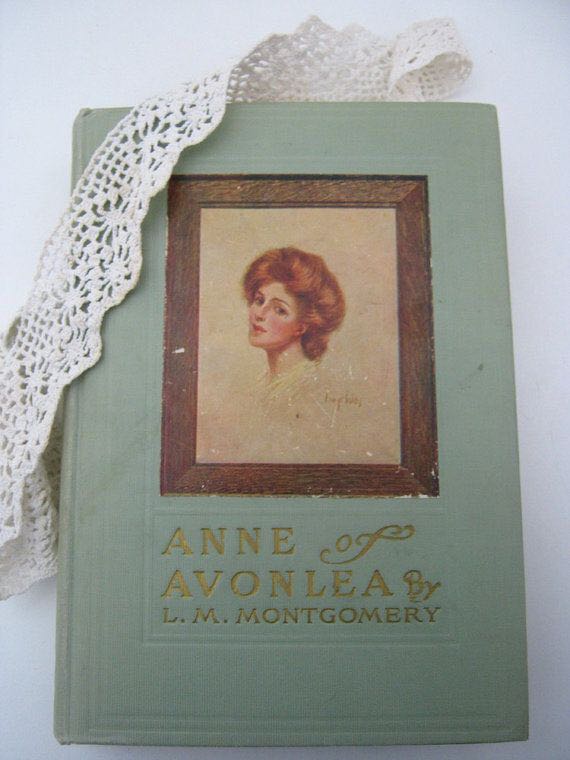 ANNE of
AVONLEA By
L. M. MONTGOMERY